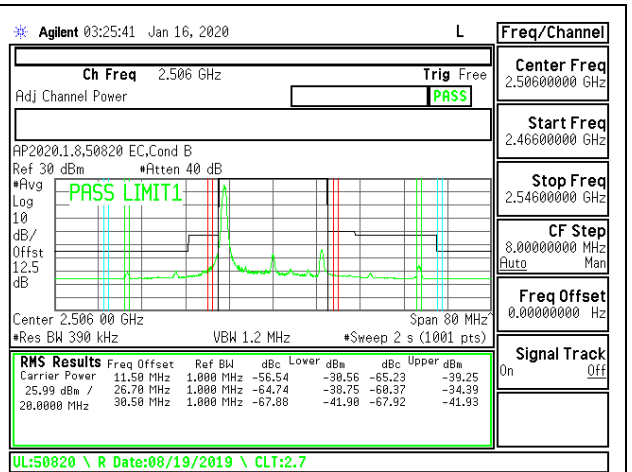 Agilent 03:25:41 Jan 16, 2020 L Freq/Channel
Ch Freq 2.506 GHz Trig Free
Adj Channel Power PASS
Center Freq
2.50600000 GHz
Start Freq
2.46600000 GHz
Stop Freq
2.54600000 GHz
CF Step
8.00000000 MHz
Auto Man
Freq Offset
0.00000000 Hz
Signal Track
On Off
AP2020.1.8,50820 EC,Cond B
Ref 30 dBm #Atten 40 dB
#Avg
Log
10
dB/
Offst
12.5
dB
PASS LIMIT1
Center 2.506 00 GHz Span 80 MHz
#Res BW 390 kHz VBW 1.2 MHz #Sweep 2 s (1001 pts)
RMS Results Freq Offset Ref BW dBc Lower dBm dBc Upper dBm
Carrier Power 11.50 MHz 1.000 MHz -56.54 -30.56 -65.23 -39.25
25.99 dBm / 26.70 MHz 1.000 MHz -64.74 -38.75 -60.37 -34.39
20.0000 MHz 30.50 MHz 1.000 MHz -67.88 -41.90 -67.92 -41.93
UL:50820 \ R Date:08/19/2019 \ CLT:2.7